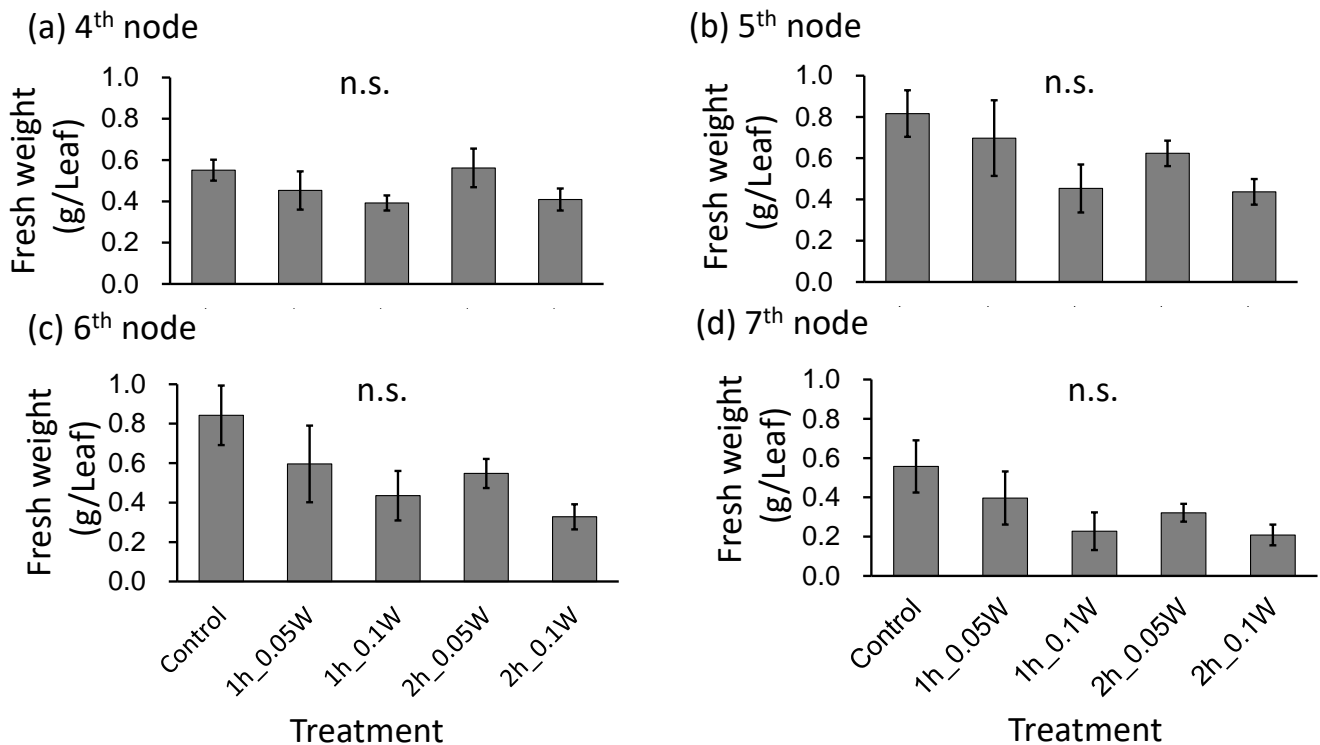 (a) 4th node
n.s.
Fresh weight
(g/Leaf)
1.0
0.8
0.6
0.4
0.2
0.0
(b) 5th node
n.s.
Fresh weight
(g/Leaf)
1.0
0.8
0.6
0.4
0.2
0.0
(c) 6th node
n.s.
Fresh weight
(g/Leaf)
1.0
0.8
0.6
0.4
0.2
0.0
Control
1h_0.05W
1h_0.1W
2h_0.05W
2h_0.1W
Treatment
(d) 7th node
n.s.
Fresh weight
(g/Leaf)
1.0
0.8
0.6
0.4
0.2
0.0
Control
1h_0.05W
1h_0.1W
2h_0.05W
2h_0.1W
Treatment